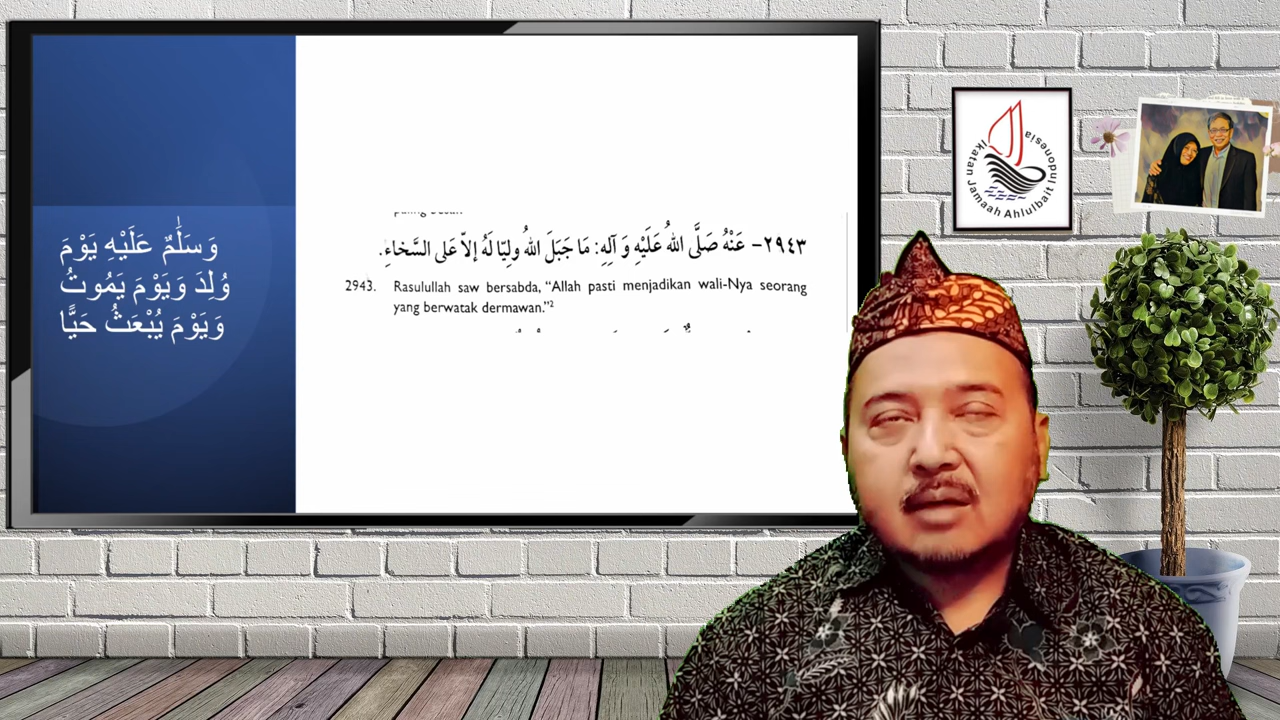 وَسَلَٰمٌ عَلَيْهِ يَوْمَ
وُلِدَ وَيَوْمَ يَمُوتُ
وَيَوْمَ يُبْعَثُ حَيًّا
٢٩٤٣- عَنْهُ صَلَّى اللهُ عَلَيْهِ وَ آلِهِ: مَا جَبَلَ اللهُ وَلِيّا لَهُ إلاّ عَلى السَّخاءِ.
2943. Rasulullah saw bersabda, “Allah pasti menjadikan wali-Nya seorang
yang berwatak dermawan.”2
Ikatan Jamaah Ahlulbait Indonesia